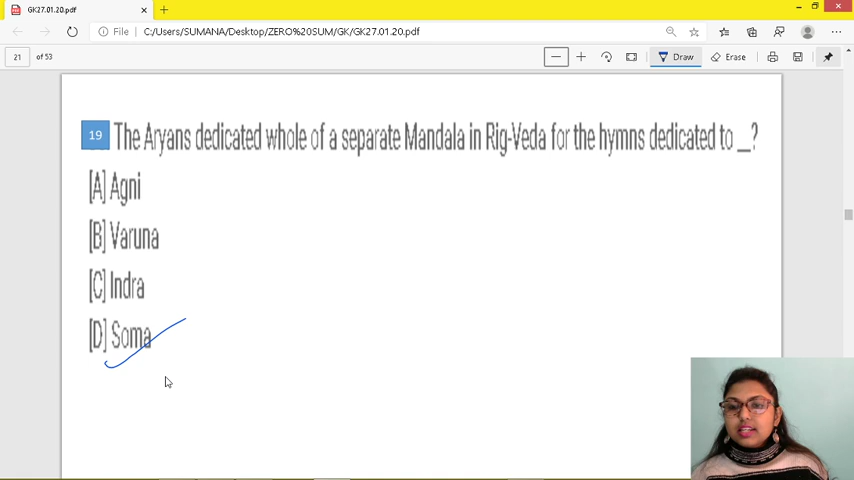 GK27.01.20.pdf
File
C:/Users/SUMANA/Desktop/ZERO%20SUM/GK/GK27.01.20.pdf
21 of 53
Draw
Erase
19 The Aryans dedicated whole of a separate Mandala in Rig-Veda for the hymns dedicated to __?
[A] Agni
[B] Varuna
[C] Indra
[D] Soma